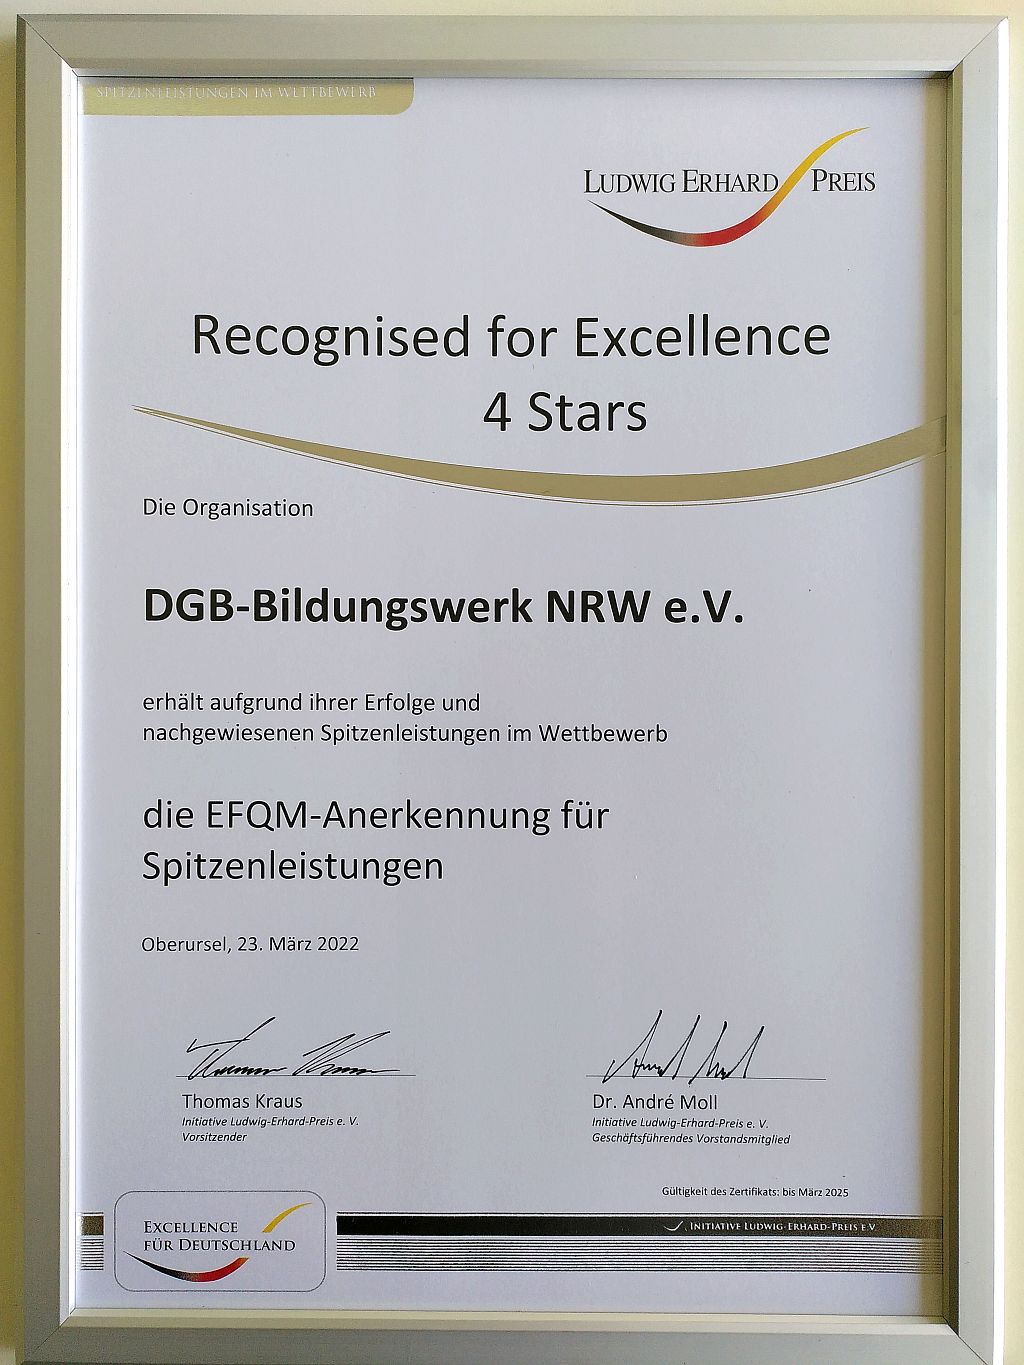 SPITZENLEISTUNGEN IM WETTBEWERB
LUDWIG ERHARD PREIS
Recognised for Excellence
4 Stars
Die Organisation
DGB-Bildungswerk NRW e.V.
erhält aufgrund ihrer Erfolge und
nachgewiesenen Spitzenleistungen im Wettbewerb
die EFQM-Anerkennung für
Spitzenleistungen
Oberursel, 23. März 2022
Thomas Kraus
Initiative Ludwig-Erhard-Preis e. V.
Vorsitzender
Dr. André Moll
Initiative Ludwig-Erhard-Preis e. V.
Geschäftsführendes Vorstandsmitglied
Gültigkeit des Zertifikats: bis März 2025
EXCELLENCE
FÜR DEUTSCHLAND
INITIATIVE LUDWIG-ERHARD-PREIS E.V.